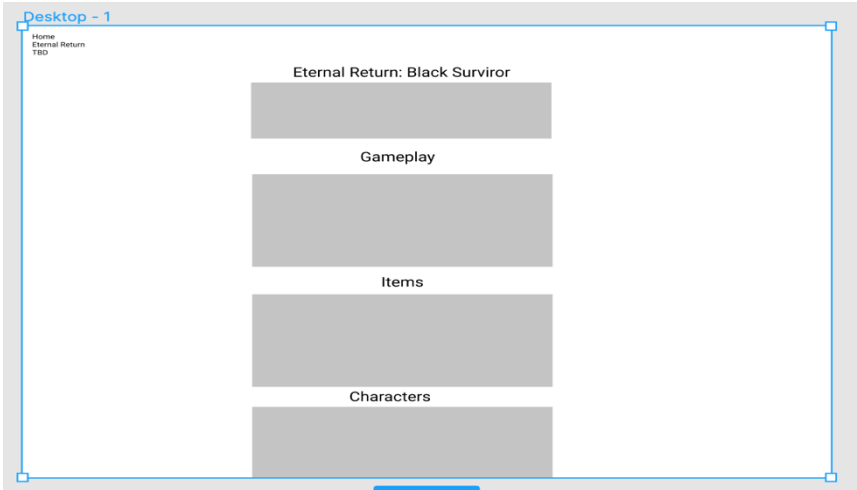 Desktop - 1
Home
Eternal Return
TBD
Eternal Return: Black Surviror
Gameplay
Items
Characters